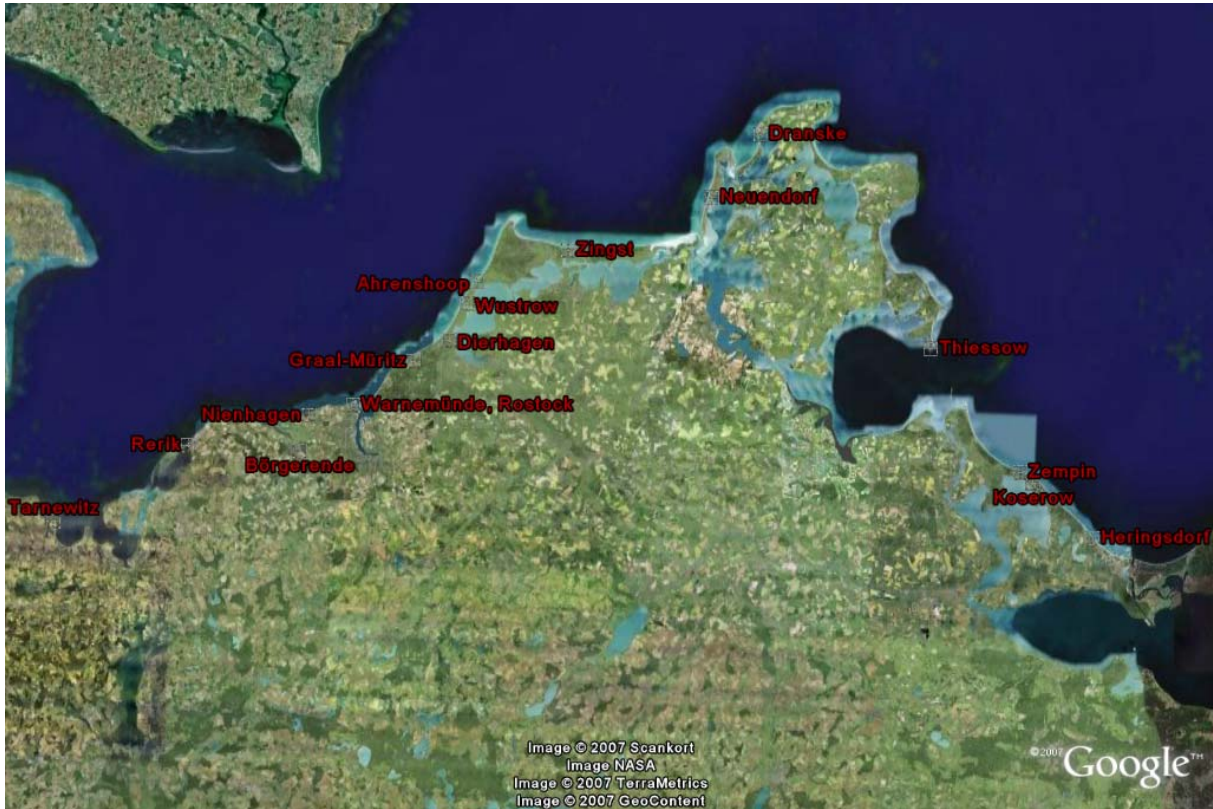 Dranske
Neuendorf
Zingst
Ahrenshoop
Wustrow
Dierhagen
Thiessow
Graal-Müritz
Warnemünde, Rostock
Nienhagen
Rerik
Börgerende
Zempin
Koserow
Tarnewitz
Heringsdorf
Image © 2007 Scankort
Image NASA
Image © 2007 TerraMetrics
Image © 2007 GeoContent
©2007 Google™